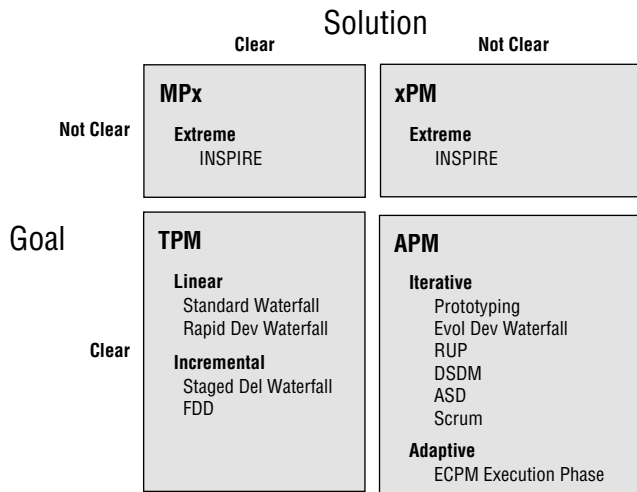 Solution
Clear
Not Clear
Goal
Not Clear
MPx
Extreme
INSPIRE
xPM
Extreme
INSPIRE
Clear
TPM
Linear
Standard Waterfall
Rapid Dev Waterfall
Incremental
Staged Del Waterfall
FDD
APM
Iterative
Prototyping
Evol Dev Waterfall
RUP
DSDM
ASD
Scrum
Adaptive
ECPM Execution Phase